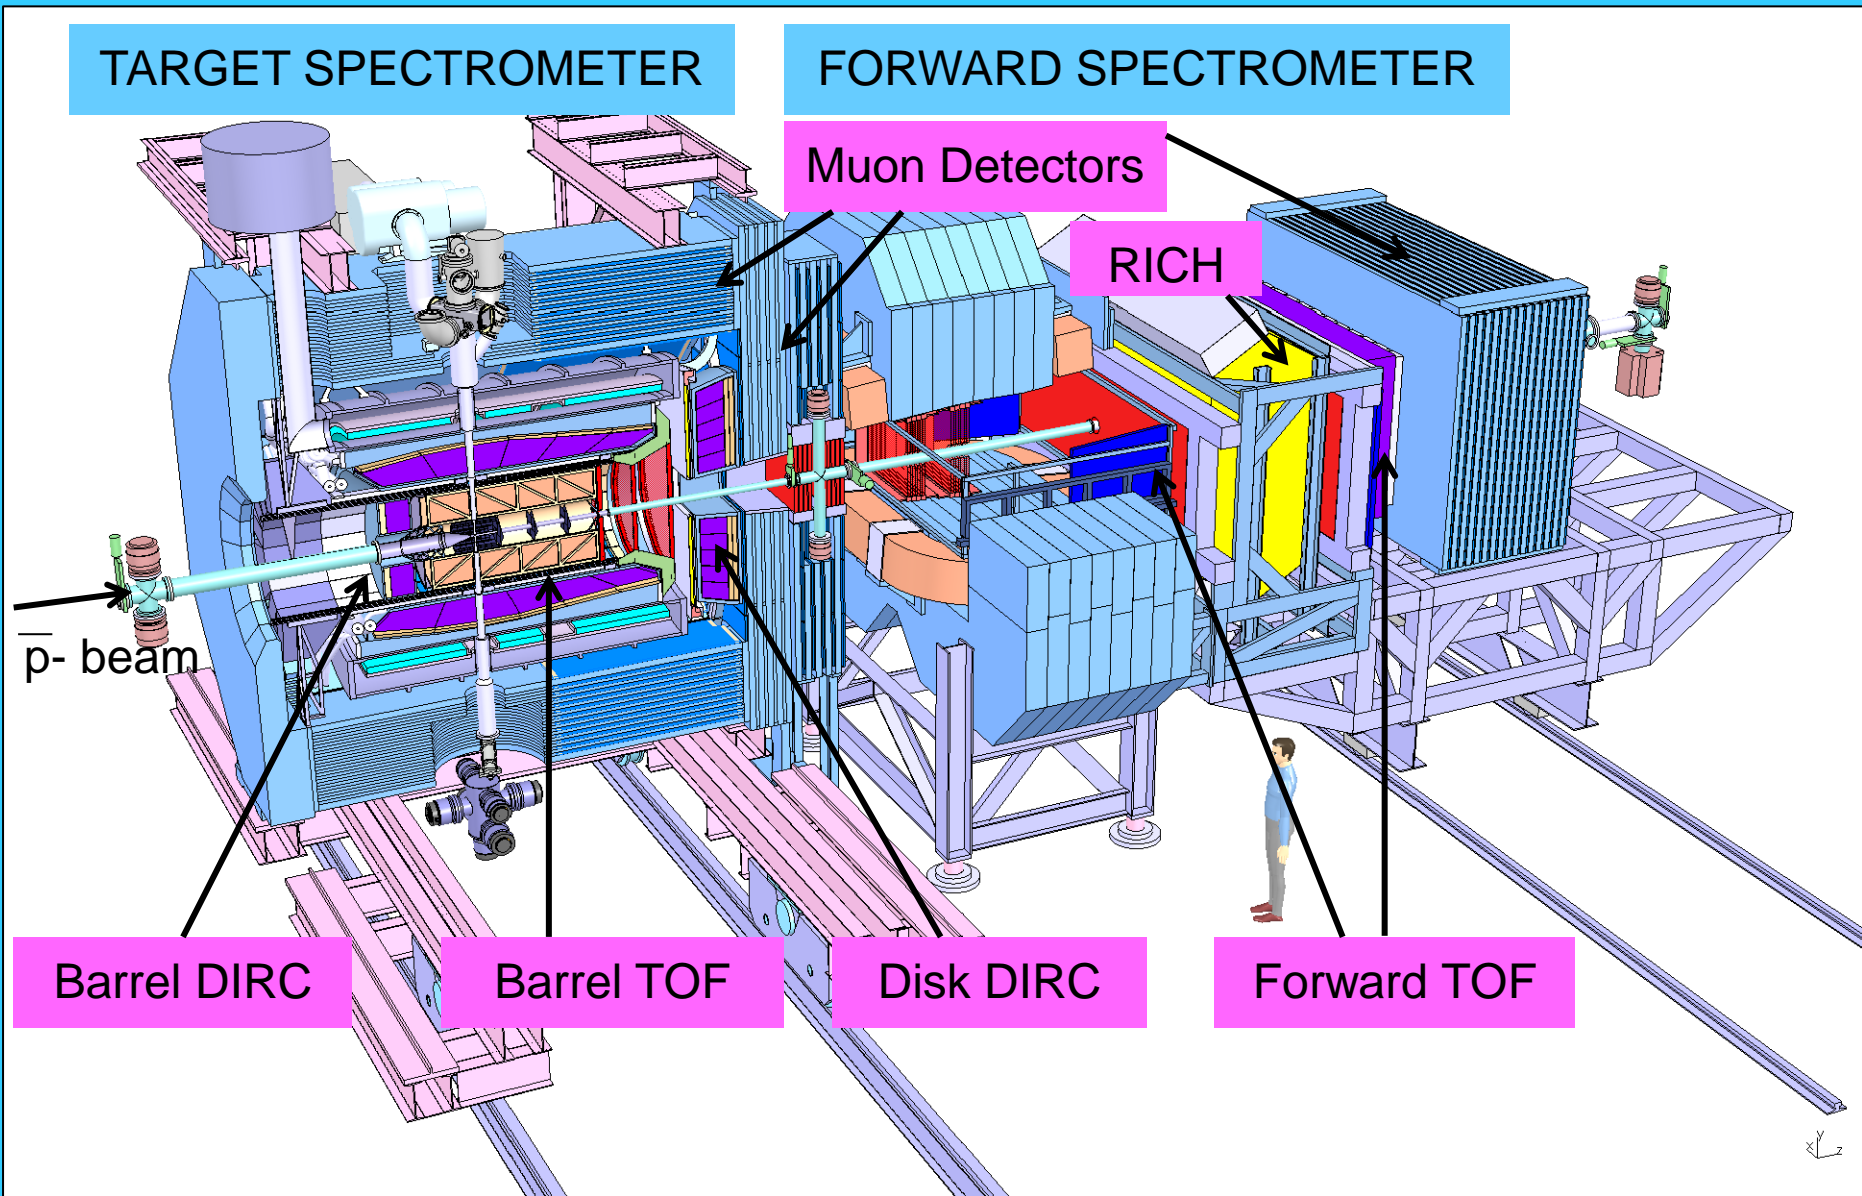 TARGET SPECTROMETER
FORWARD SPECTROMETER
Muon Detectors
RICH
p̅- beam
Barrel DIRC
Barrel TOF
Disk DIRC
Forward TOF
y
x
z